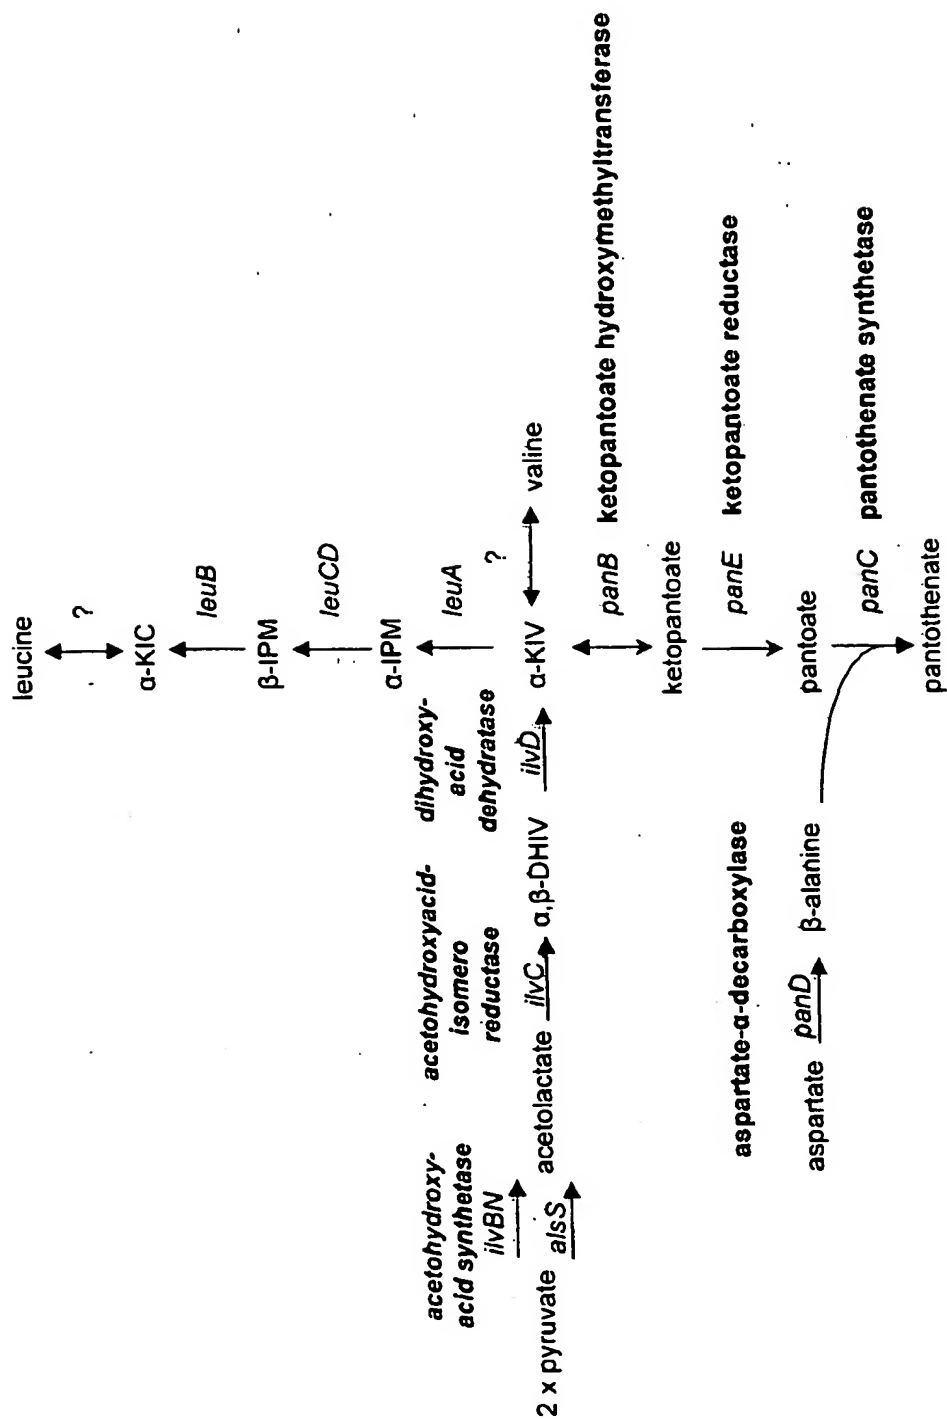 leucine
?
α-KIC
leuB
β-IPM
leuCD
α-IPM
leuA
acetohydroxy-
acid synthetase
ilvBN
acetohydroxyacid-
isomero
reductase
dihydroxy-
acid
dehydratase
2 x pyruvate alsS acetolactate ilvC α,β-DHIV ilvD α-KIV ? valine
panB ketopantoate hydroxymethyltransferase
ketopantoate
panE ketopantoate reductase
aspartate-α-decarboxylase
aspartate panD β-alanine
pantoate
panC pantothenate synthetase
pantothenate